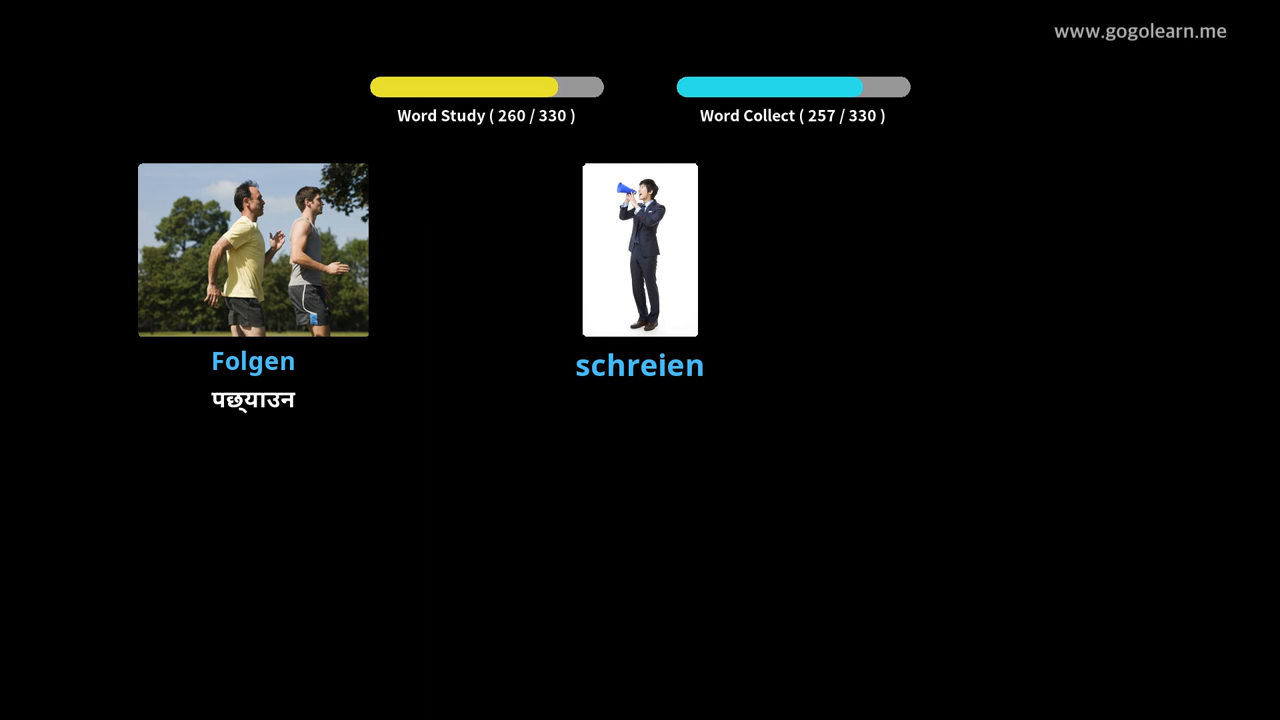 www.gogolearn.me
Word Study ( 260 / 330 )
Word Collect ( 257 / 330 )
Folgen
पछ्याउन
schreien